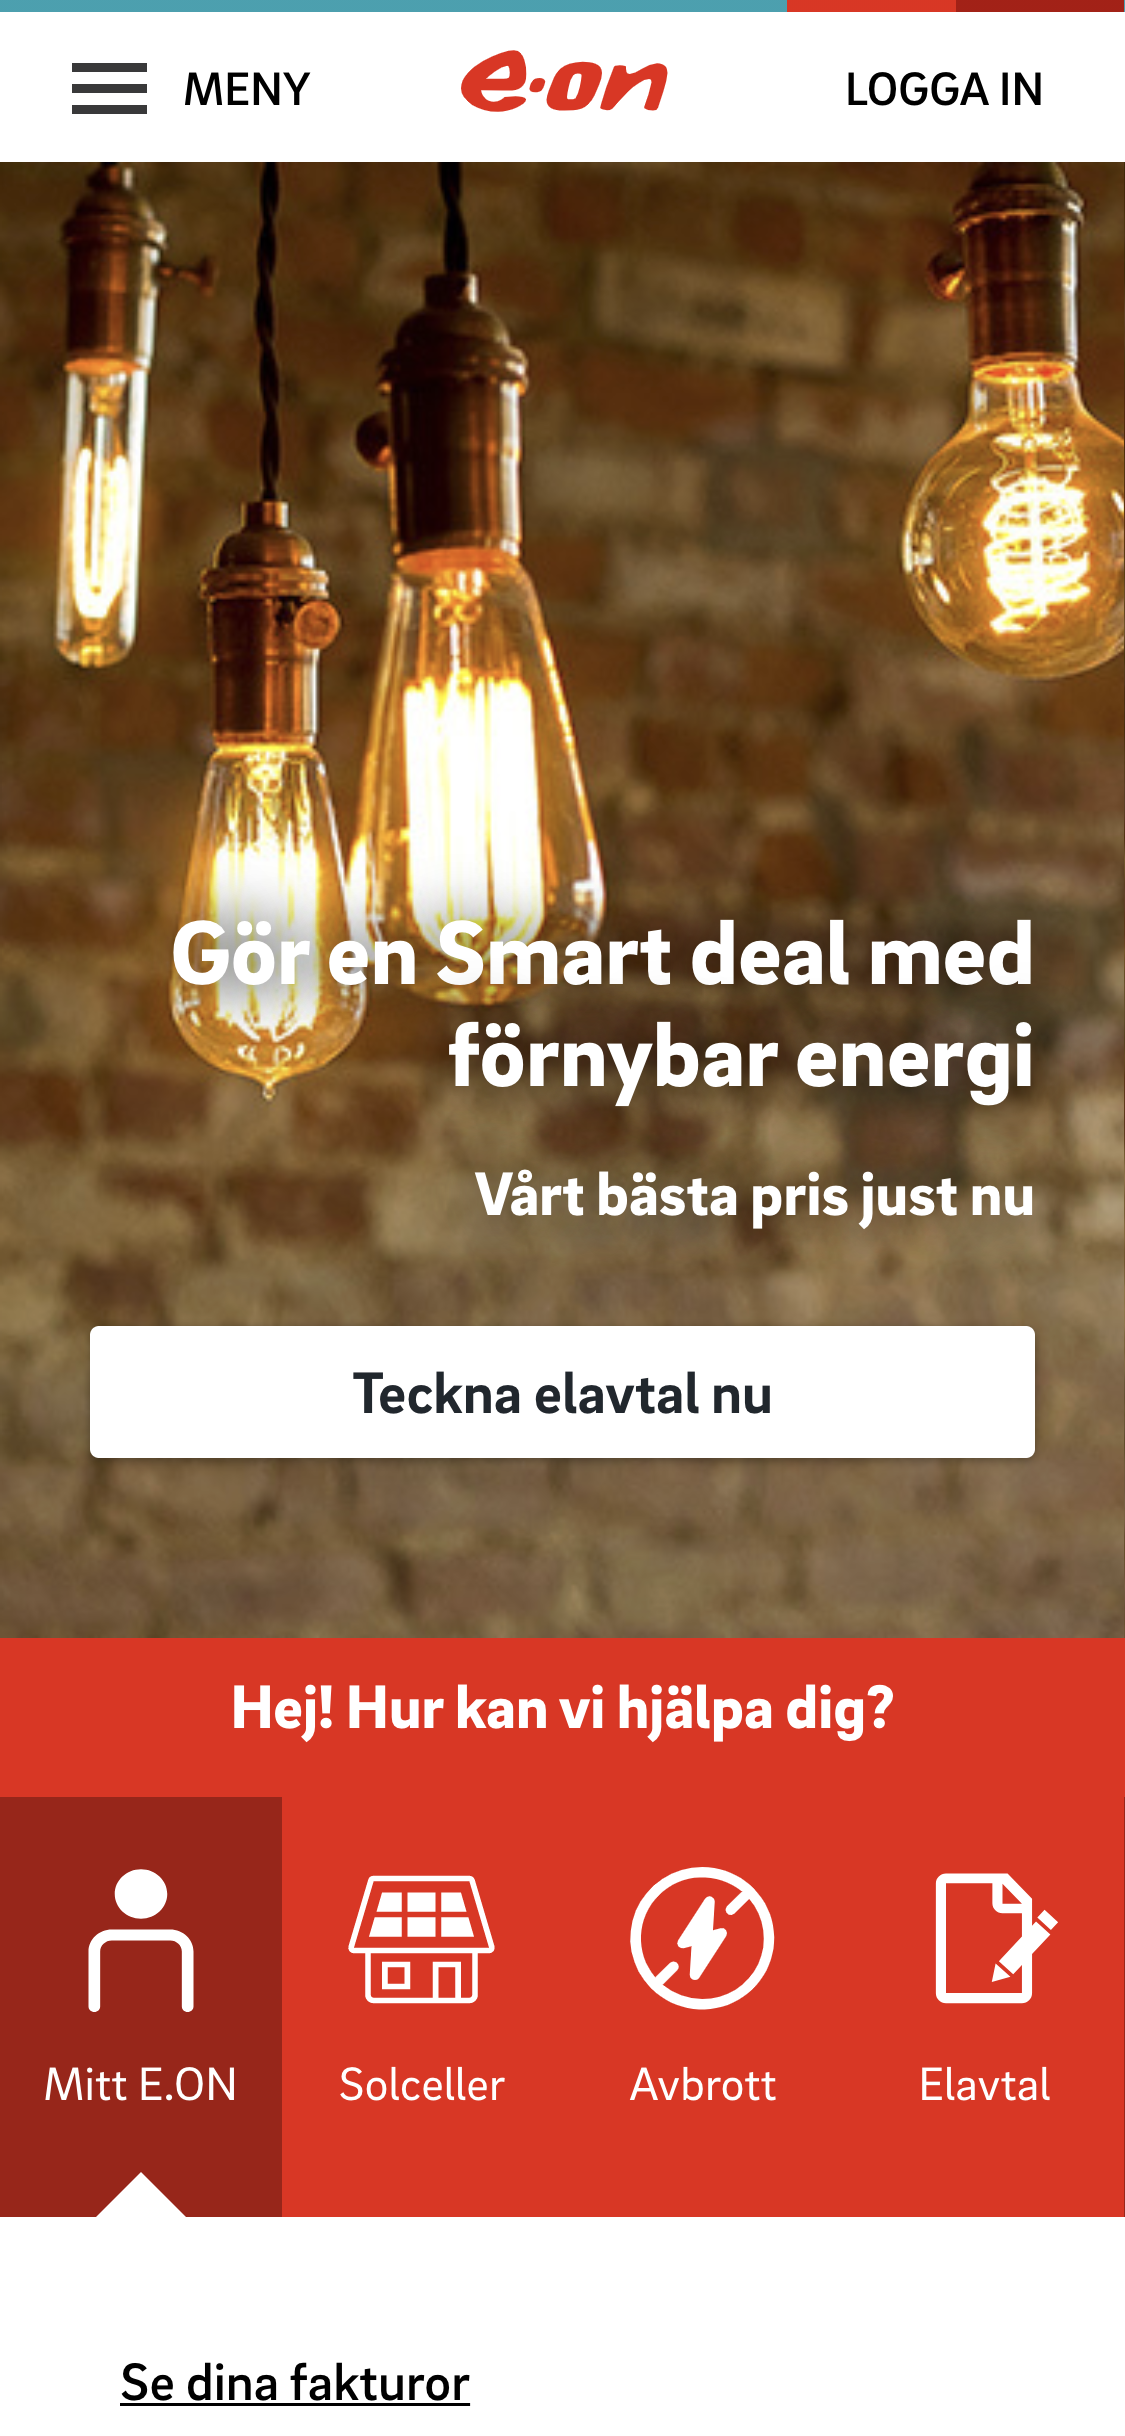 MENY
e·on
LOGGA IN
Gör en Smart deal med
förnybar energi
Vårt bästa pris just nu
Teckna elavtal nu
Hej! Hur kan vi hjälpa dig?
Mitt E.ON
Solceller
Avbrott
Elavtal
Se dina fakturor